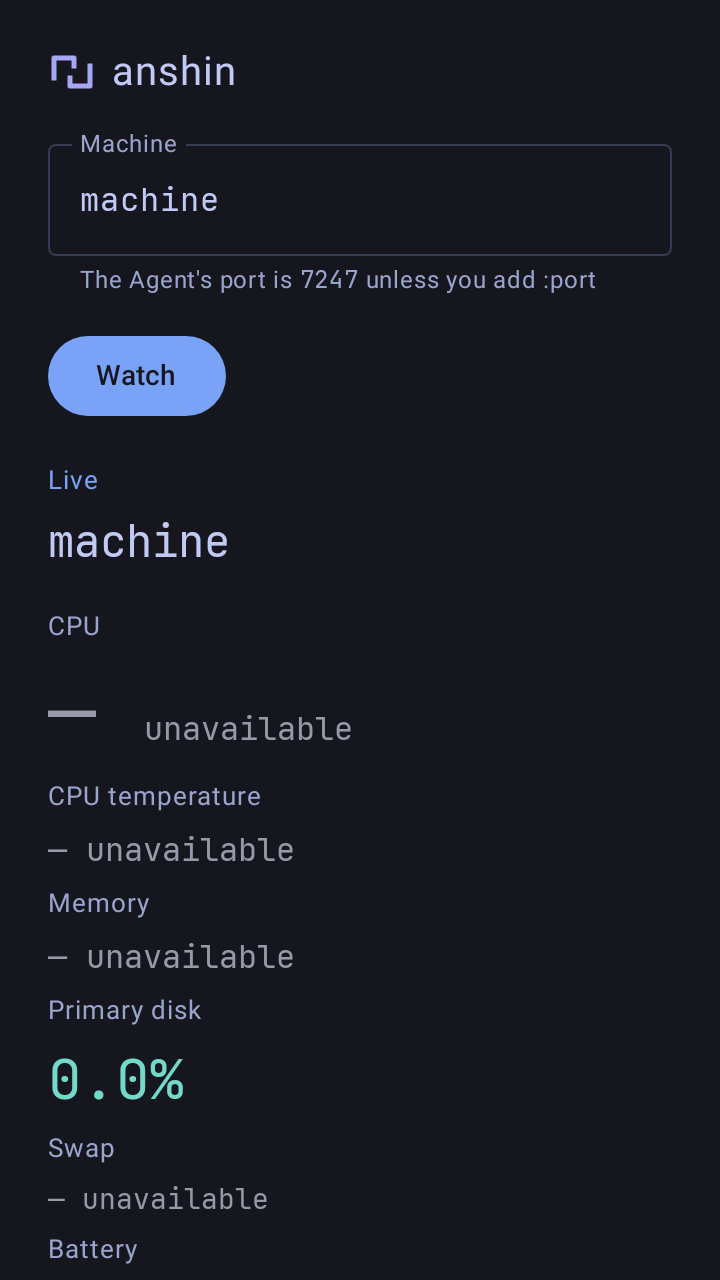 anshin
Machine
machine
The Agent's port is 7247 unless you add :port
Watch
Live
machine
CPU
— unavailable
CPU temperature
— unavailable
Memory
— unavailable
Primary disk
0.0%
Swap
— unavailable
Battery